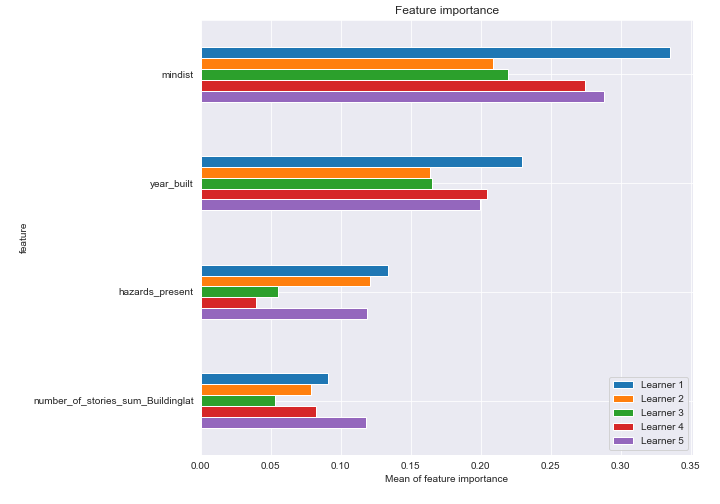 Feature importance
mindist
year_built
feature
hazards_present
number_of_stories_sum_Buildinglat
Learner 1
Learner 2
Learner 3
Learner 4
Learner 5
0.00 0.05 0.10 0.15 0.20 0.25 0.30 0.35
Mean of feature importance